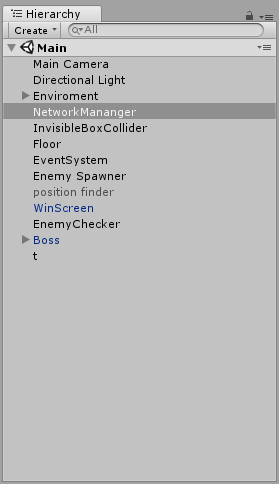 Hierarchy
Create All
Main
Main Camera
Directional Light
Enviroment
NetworkMananger
InvisibleBoxCollider
Floor
EventSystem
Enemy Spawner
position finder
WinScreen
EnemyChecker
Boss
t